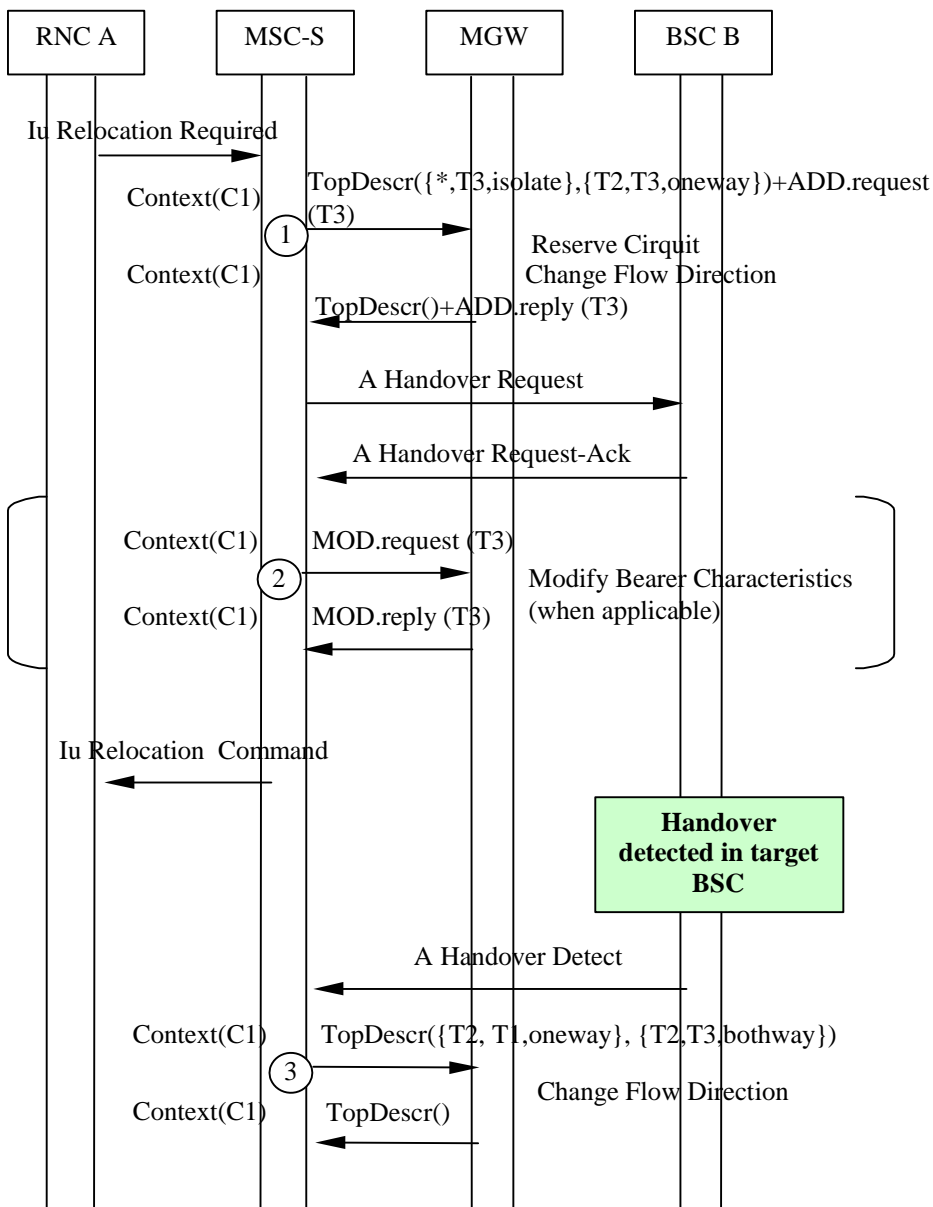 RNC A
MSC-S
MGW
BSC B
Iu Relocation Required
TopDescr({*,T3,isolate},{T2,T3,oneway})+ADD.request
Context(C1)
(T3)
1
Reserve Cirquit
Context(C1)
Change Flow Direction
TopDescr()+ADD.reply (T3)
A Handover Request
A Handover Request-Ack
Context(C1)
MOD.request (T3)
2
Modify Bearer Characteristics
Context(C1)
MOD.reply (T3)
(when applicable)
Iu Relocation Command
Handover
detected in target
BSC
A Handover Detect
Context(C1)
TopDescr({T2, T1,oneway}, {T2,T3,bothway})
3
Change Flow Direction
Context(C1)
TopDescr()